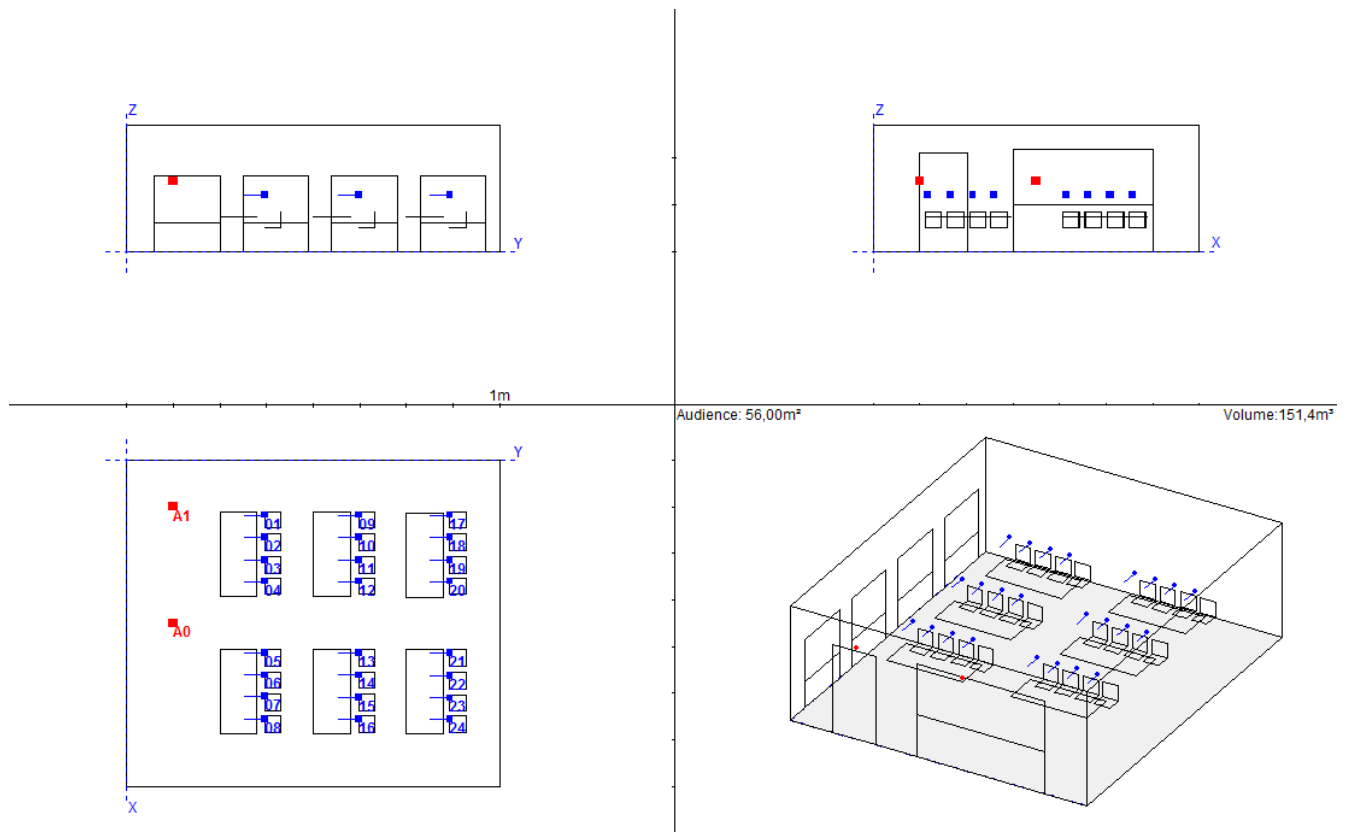 Z
Y
Z
X
1m
Audience: 56,00m²
Volume:151,4m³
Y
A1
01 09 17
02 10 18
03 11 19
04 12 20
A0
05 13 21
06 14 22
07 15 23
08 16 24
X